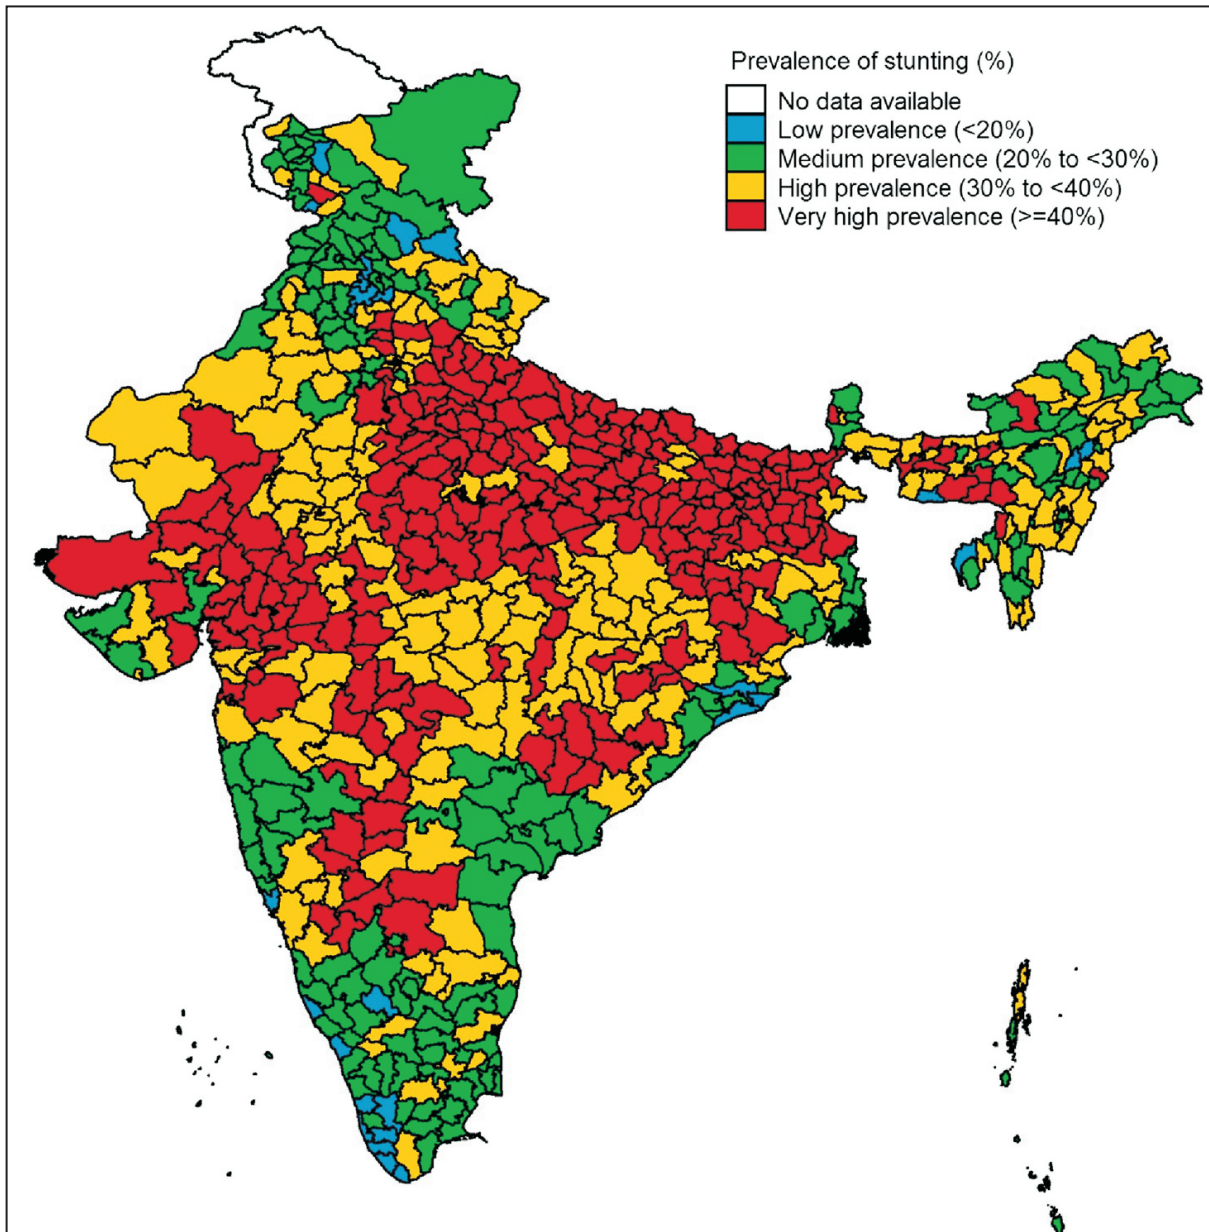 Prevalence of stunting (%)
No data available
Low prevalence (<20%)
Medium prevalence (20% to <30%)
High prevalence (30% to <40%)
Very high prevalence (>=40%)